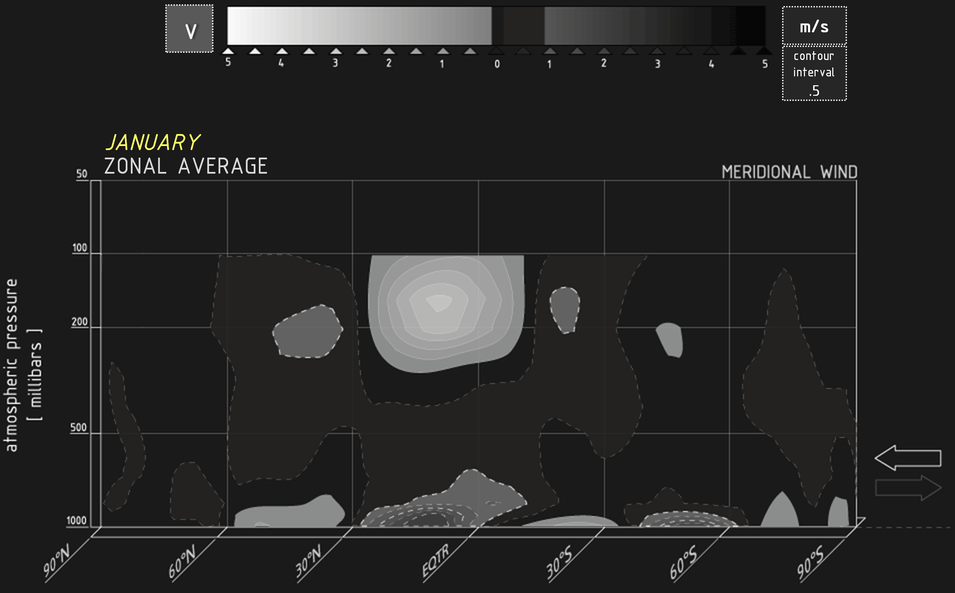 V
5 4 3 2 1 0 1 2 3 4 5
m/s
contour
interval
.5
JANUARY
ZONAL AVERAGE
MERIDIONAL WIND
50
100
200
500
1000
atmospheric pressure
[ millibars ]
90°N 60°N 30°N EQTR 30°S 60°S 90°S